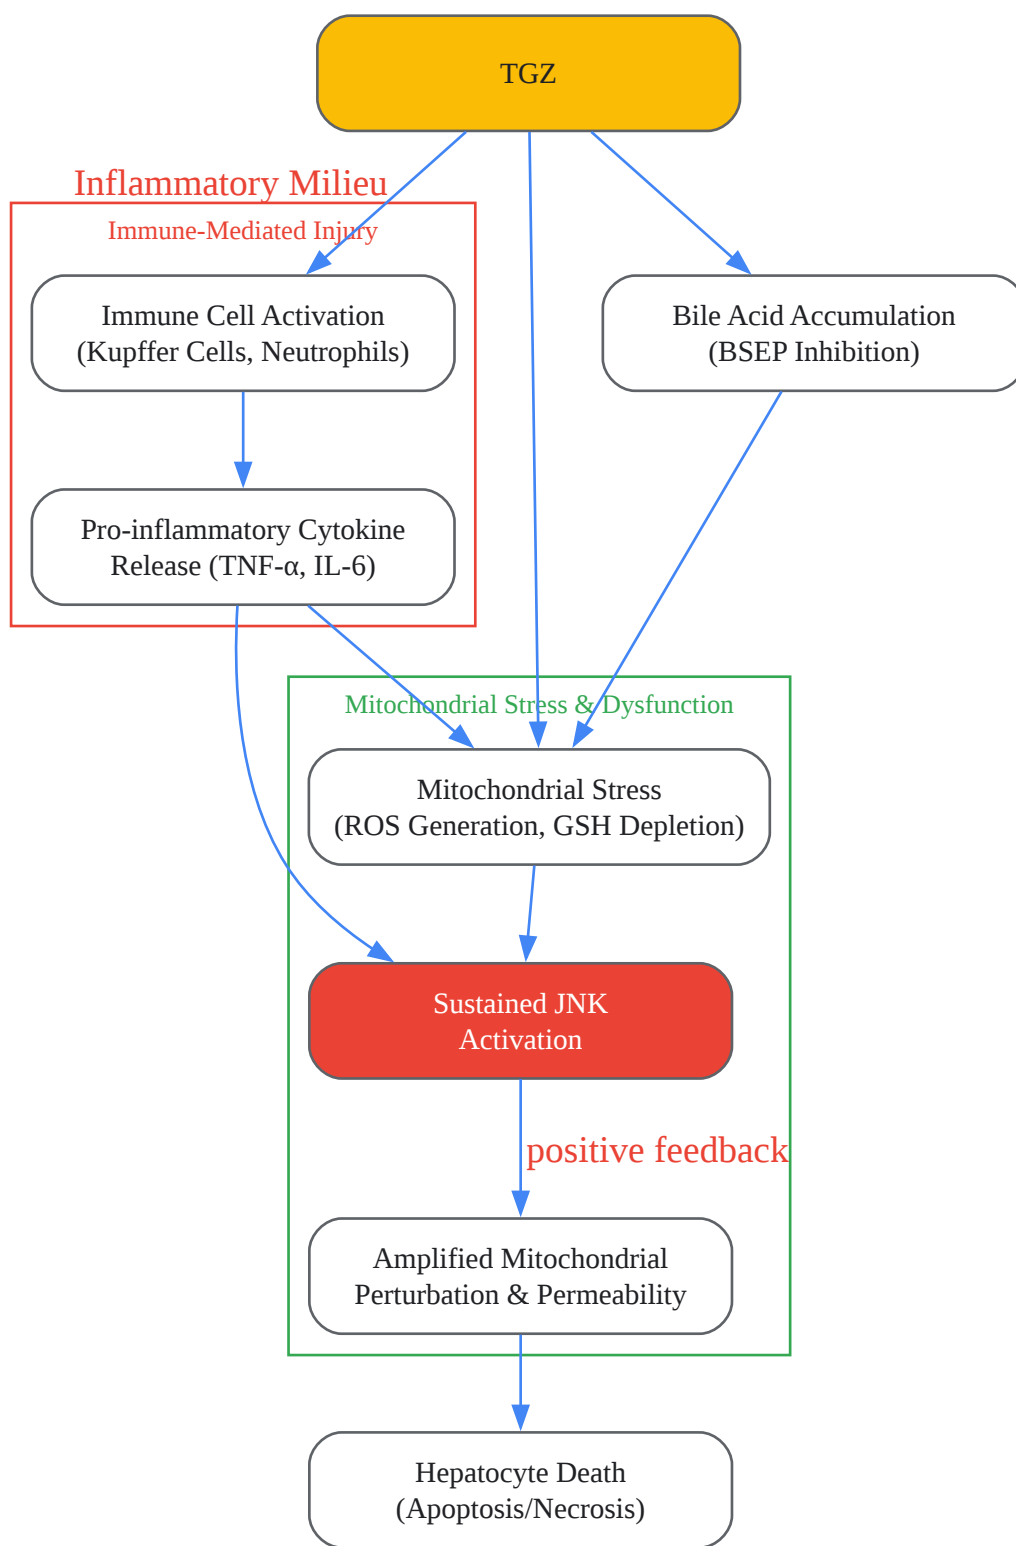 TGZ
Inflammatory Milieu
Immune-Mediated Injury
Immune Cell Activation
(Kupffer Cells, Neutrophils)
Bile Acid Accumulation
(BSEP Inhibition)
Pro-inflammatory Cytokine
Release (TNF-α, IL-6)
Mitochondrial Stress & Dysfunction
Mitochondrial Stress
(ROS Generation, GSH Depletion)
Sustained JNK
Activation
positive feedback
Amplified Mitochondrial
Perturbation & Permeability
Hepatocyte Death
(Apoptosis/Necrosis)